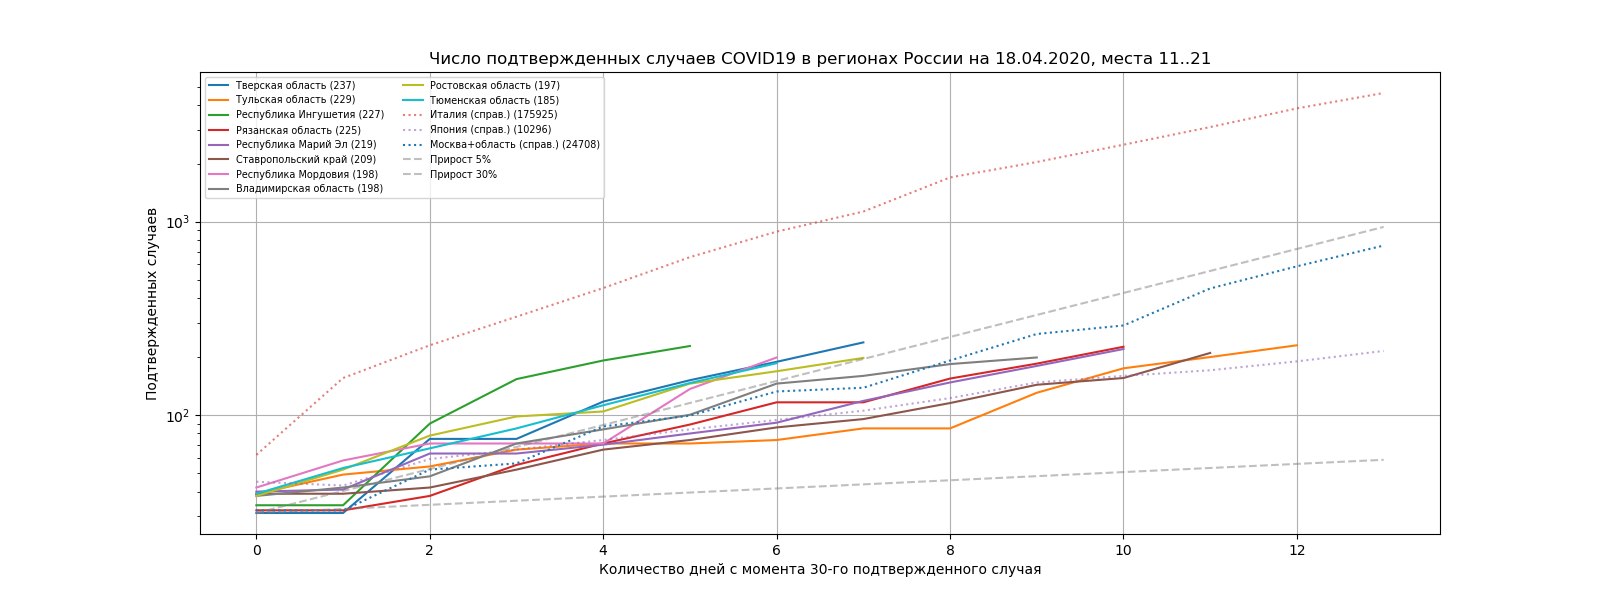 Число подтвержденных случаев COVID19 в регионах России на 18.04.2020, места 11..21
Тверская область (237)
Тульская область (229)
Республика Ингушетия (227)
Рязанская область (225)
Республика Марий Эл (219)
Ставропольский край (209)
Республика Мордовия (198)
Владимирская область (198)
Ростовская область (197)
Тюменская область (185)
Италия (справ.) (175925)
Япония (справ.) (10296)
Москва+область (справ.) (24708)
Прирост 5%
Прирост 30%
Подтвержденных случаев
10³
10²
0 2 4 6 8 10 12
Количество дней с момента 30-го подтвержденного случая